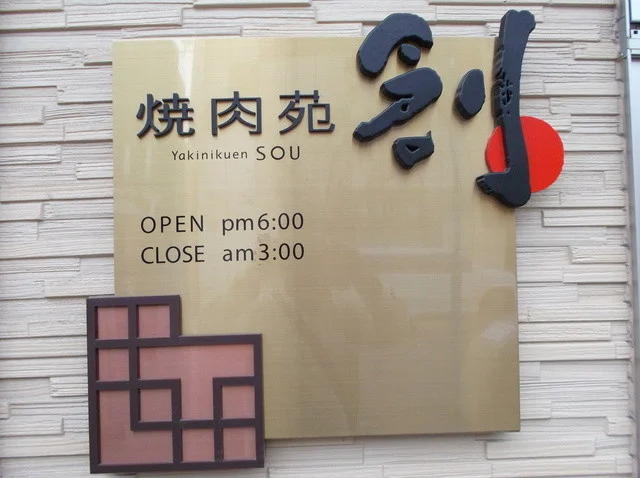 焼肉苑 創
Yakinikuen SOU
OPEN pm6:00
CLOSE am3:00